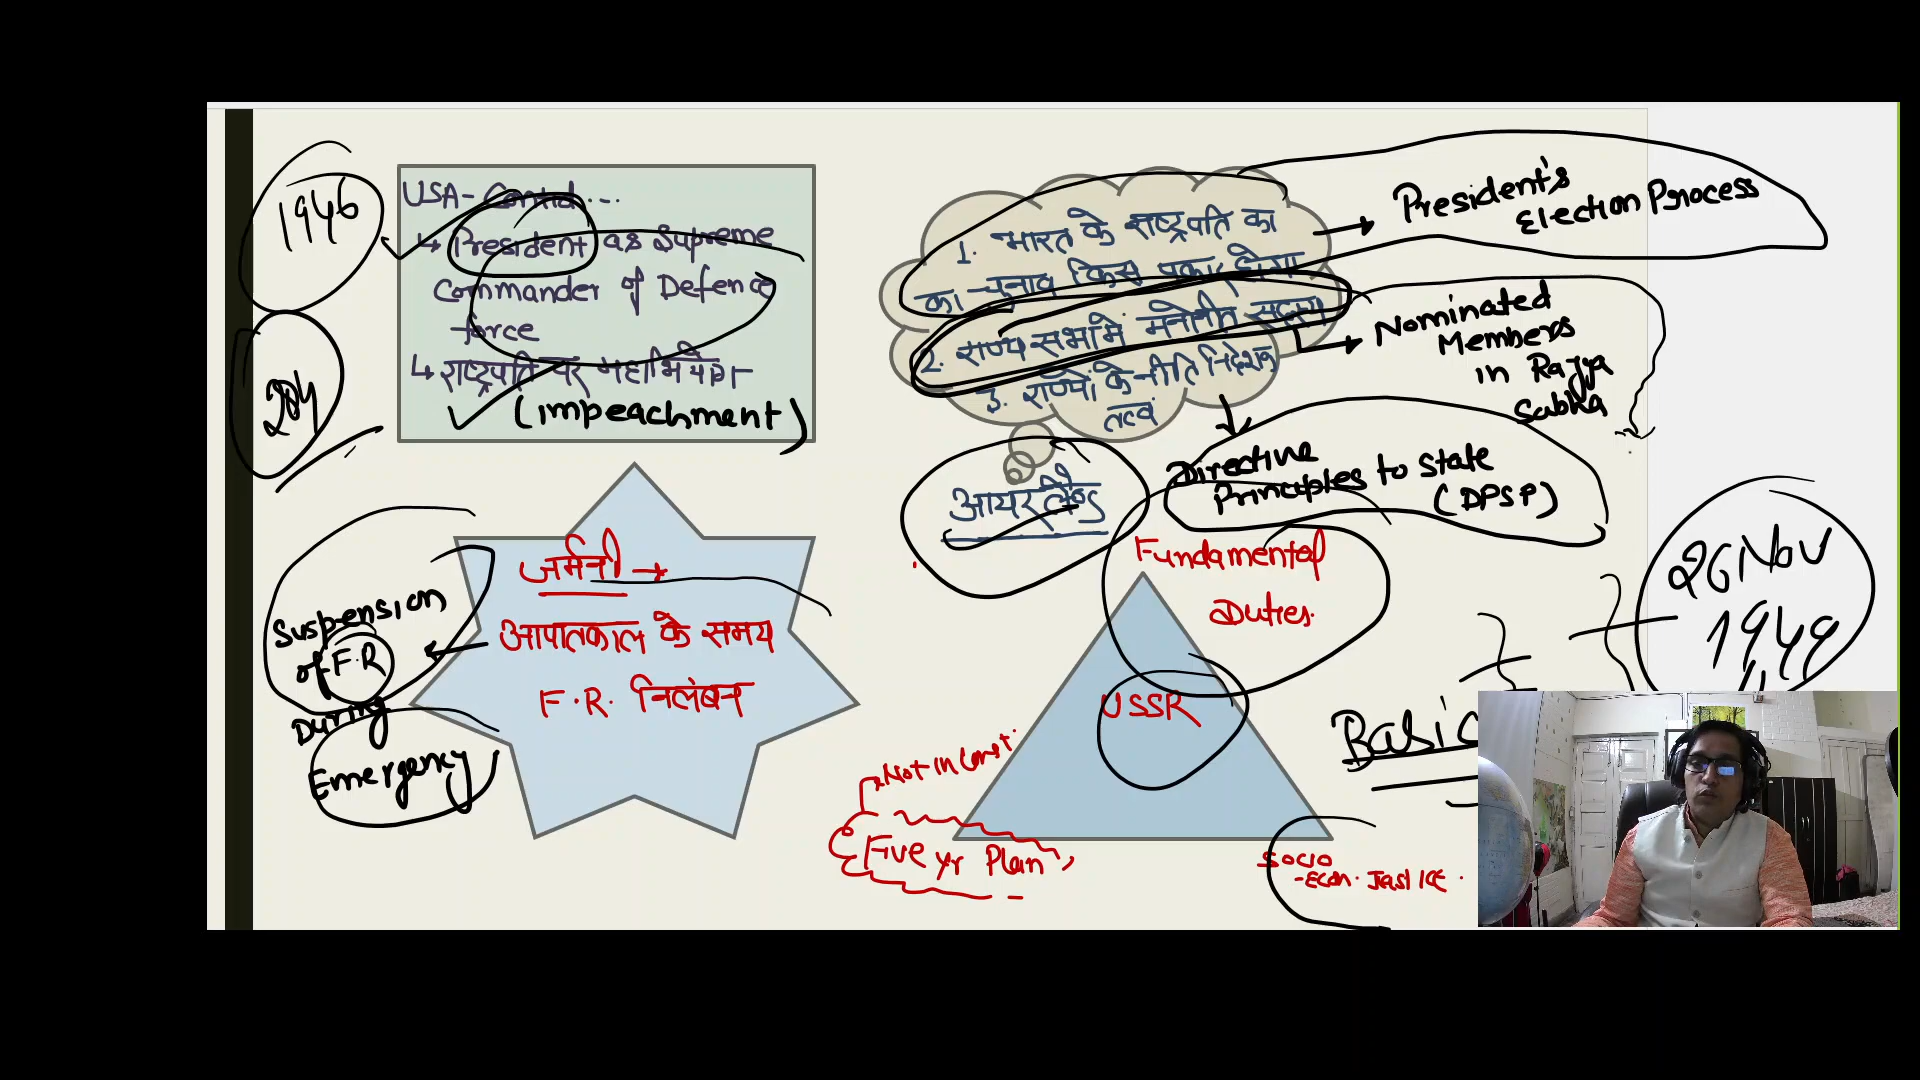 1946
USA- Contd...
↳ President as Supreme
Commander of Defence
force
↳ राष्ट्रपति पर महाभियोग
(impeachment)
1. भारत के राष्ट्रपति का
का चुनाव किस प्रकार होगा
2. राज्य सभा में मनोनीत सदस्य
3. राज्यों के नीति निदेशक
तत्व
→ President's
Election Process
→ Nominated
Members
in Rajya
Sabha
आयरलैण्ड
Directive
Principles to State
(DPSP)
जर्मनी →
आपातकाल के समय
F.R. निलंबन
Suspension
of F.R
During
Emergency
Fundamental
Duties.
USSR
Not in Const.
Five yr Plan
Socio
-Econ. Justice.
26 Nov
1949
Basic